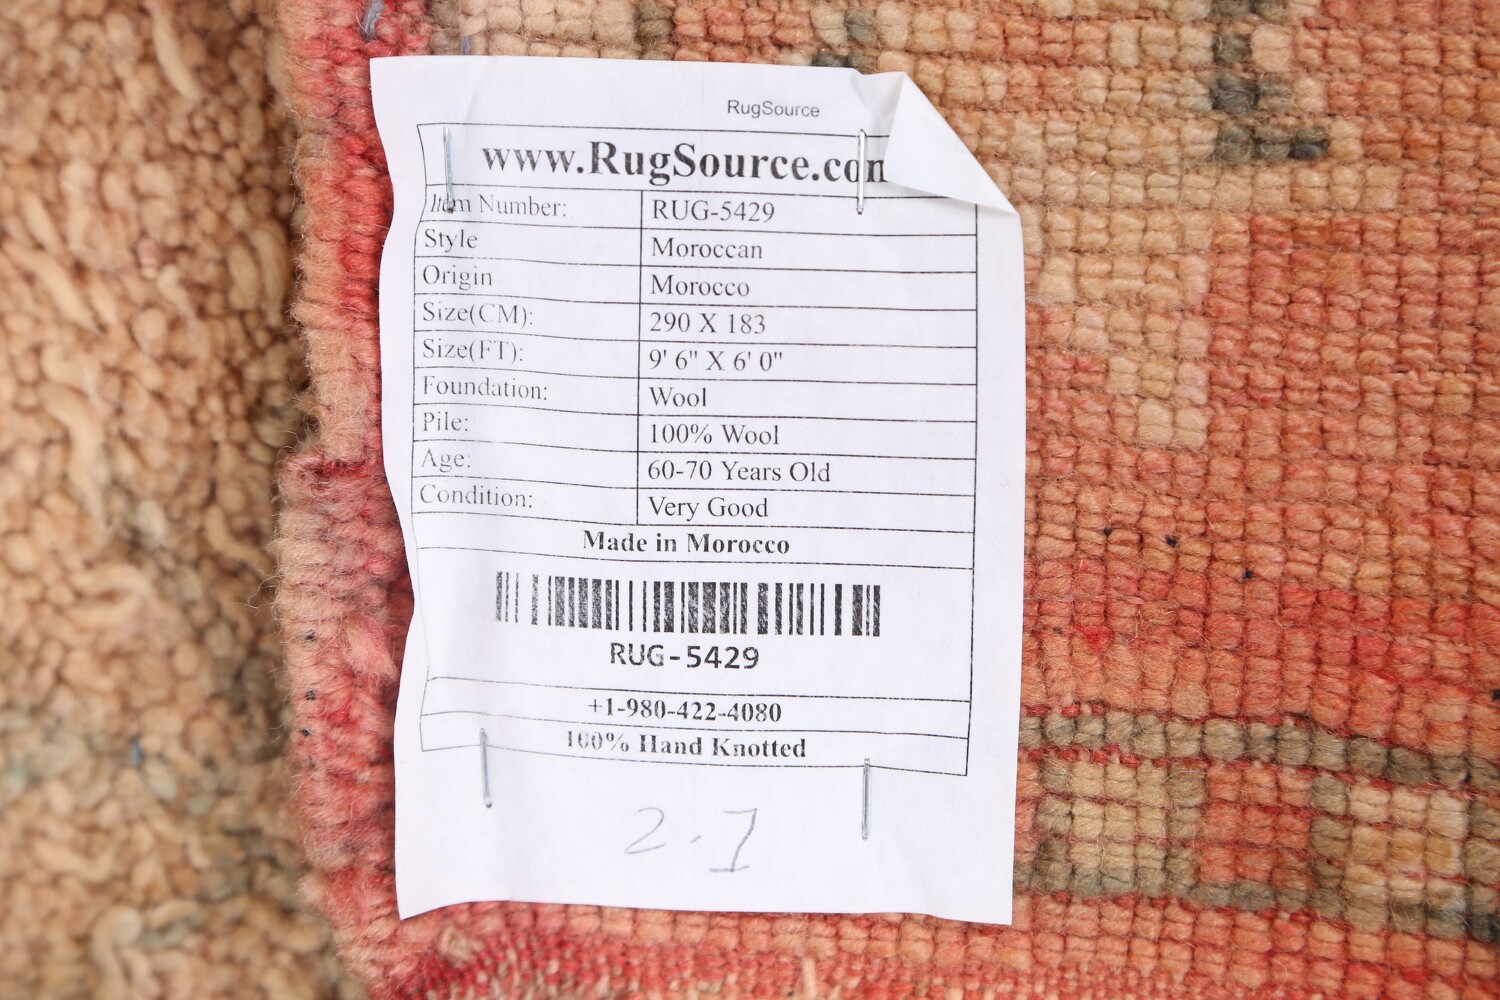 RugSource
www.RugSource.com
Item Number: RUG-5429
Style Moroccan
Origin Morocco
Size(CM): 290 X 183
Size(FT): 9' 6" X 6' 0"
Foundation: Wool
Pile: 100% Wool
Age: 60-70 Years Old
Condition: Very Good
Made in Morocco
RUG-5429
+1-980-422-4080
100% Hand Knotted
2.7